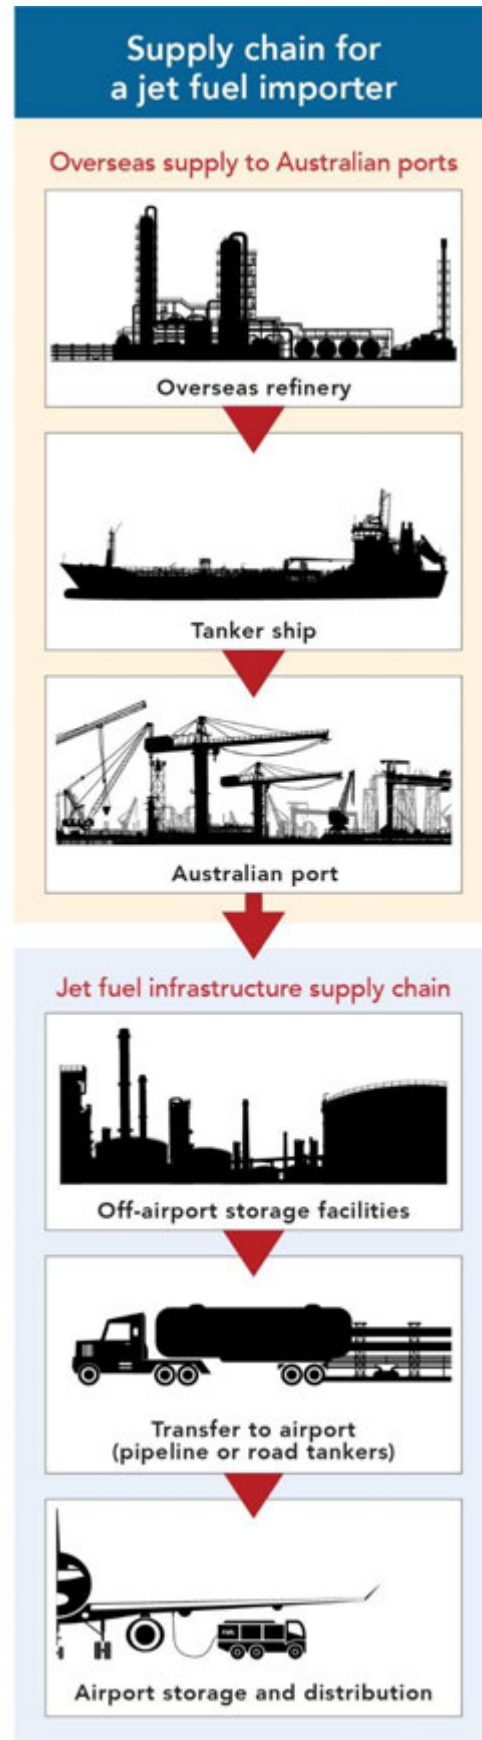 Supply chain for
a jet fuel importer
Overseas supply to Australian ports
Overseas refinery
Tanker ship
Australian port
Jet fuel infrastructure supply chain
Off-airport storage facilities
Transfer to airport
(pipeline or road tankers)
FUEL
Airport storage and distribution